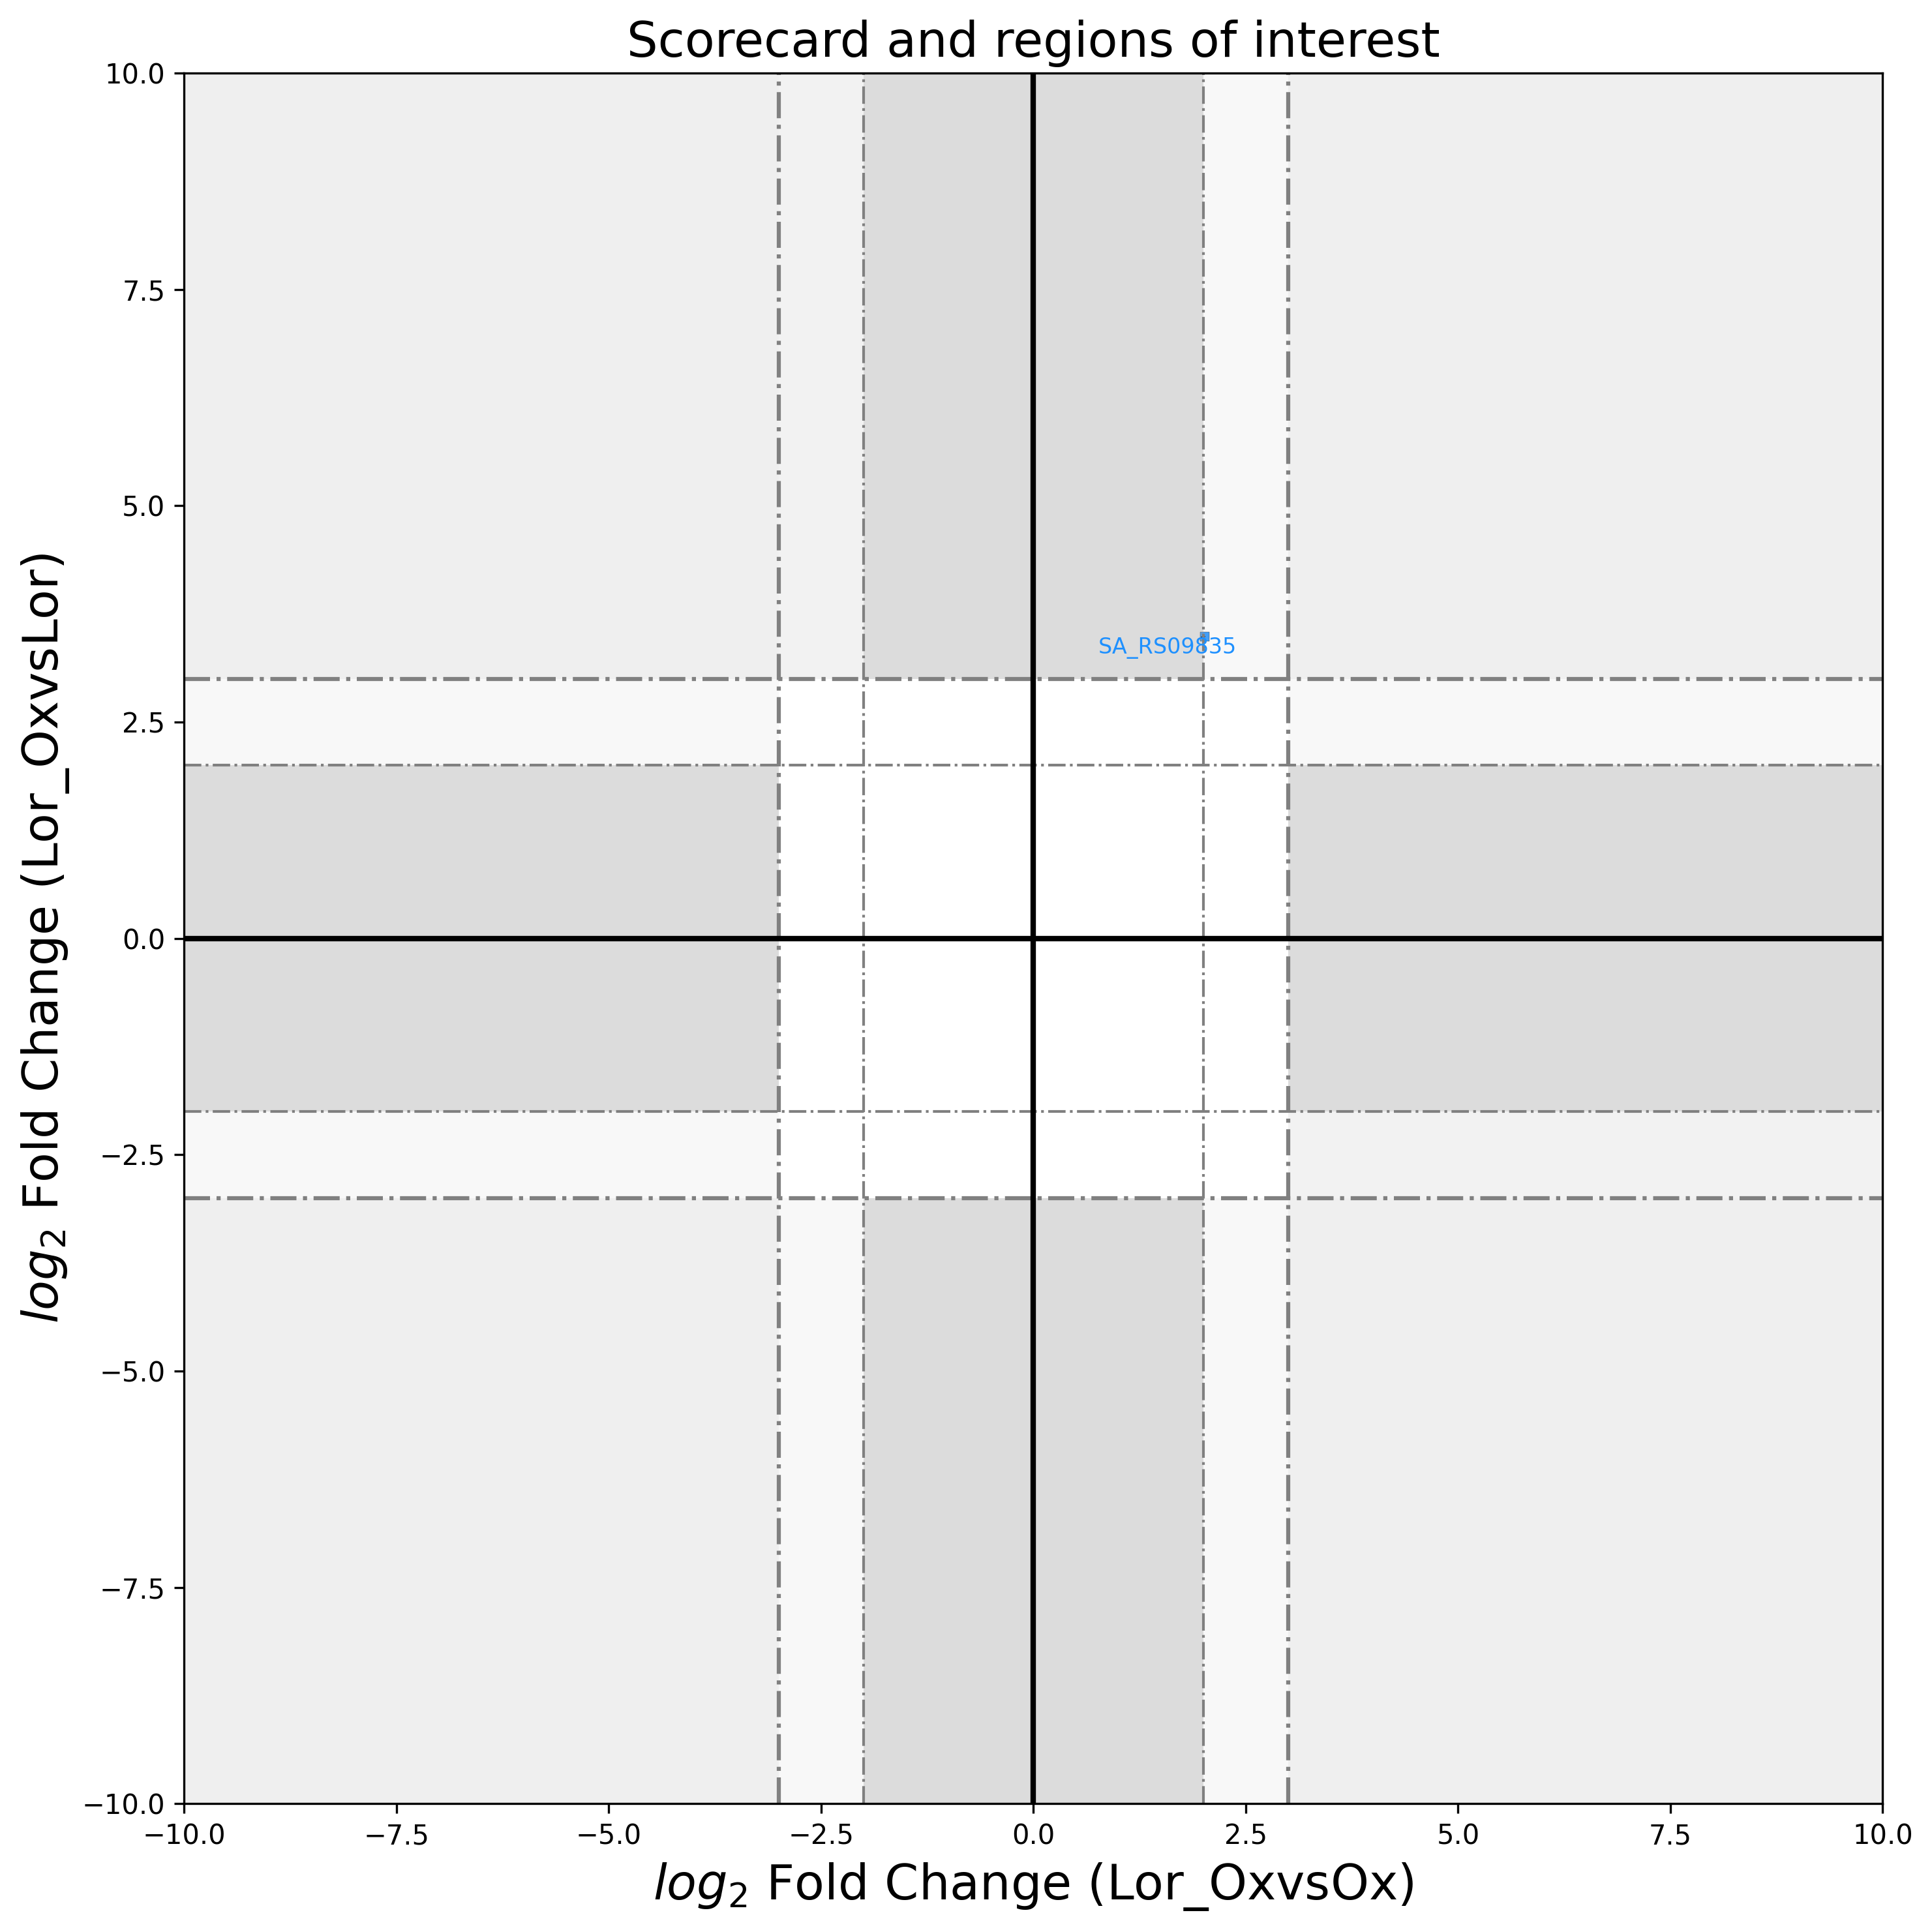 Scorecard and regions of interest
10.0
7.5
5.0
2.5
0.0
−2.5
−5.0
−7.5
−10.0
log2 Fold Change (Lor_OxvsLor)
SA_RS09835
−10.0 −7.5 −5.0 −2.5 0.0 2.5 5.0 7.5 10.0
log2 Fold Change (Lor_OxvsOx)